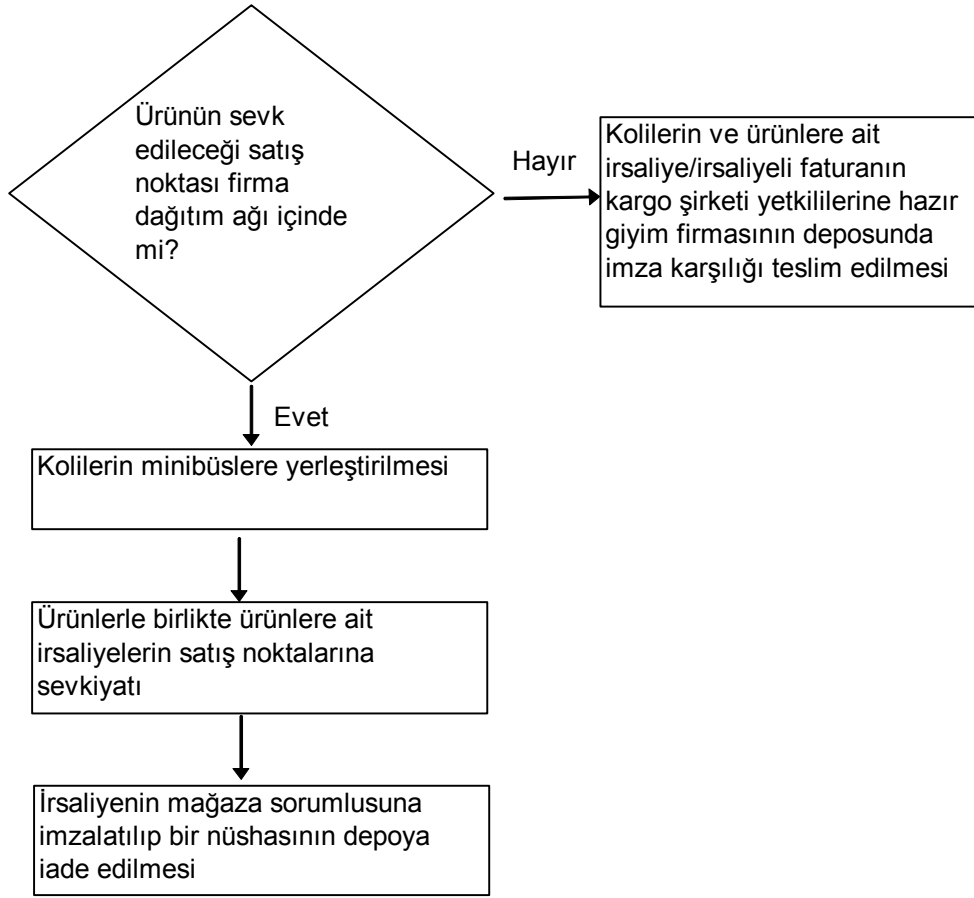 Ürünün sevk
edileceği satış
noktası firma
dağıtım ağı içinde
mi?
Hayır
Kolilerin ve ürünlere ait
irsaliye/irsaliyeli faturanın
kargo şirketi yetkililerine hazır
giyim firmasının deposunda
imza karşılığı teslim edilmesi
Evet
Kolilerin minibüslere yerleştirilmesi
Ürünlerle birlikte ürünlere ait
irsaliyelerin satış noktalarına
sevkiyatı
İrsaliyenin mağaza sorumlusuna
imzalatılıp bir nüshasının depoya
iade edilmesi